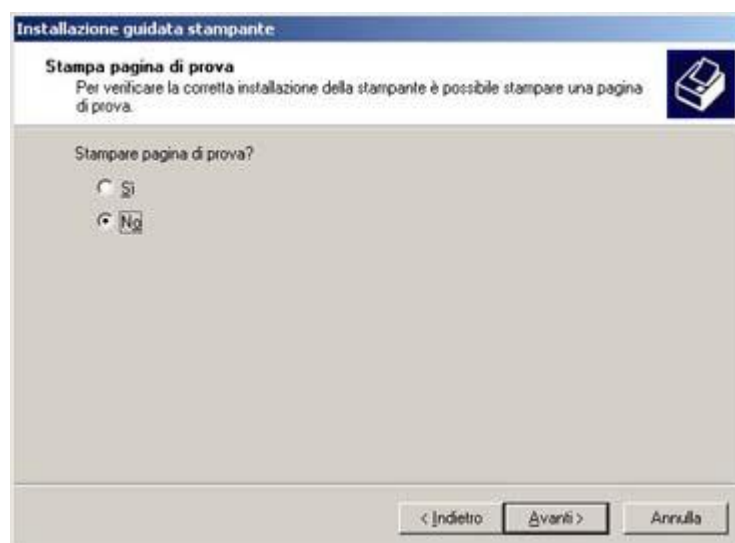 Installazione guidata stampante
Stampa pagina di prova
Per verificare la corretta installazione della stampante è possibile stampare una pagina
di prova.
Stampare pagina di prova?
Sì
No
< Indietro
Avanti >
Annulla